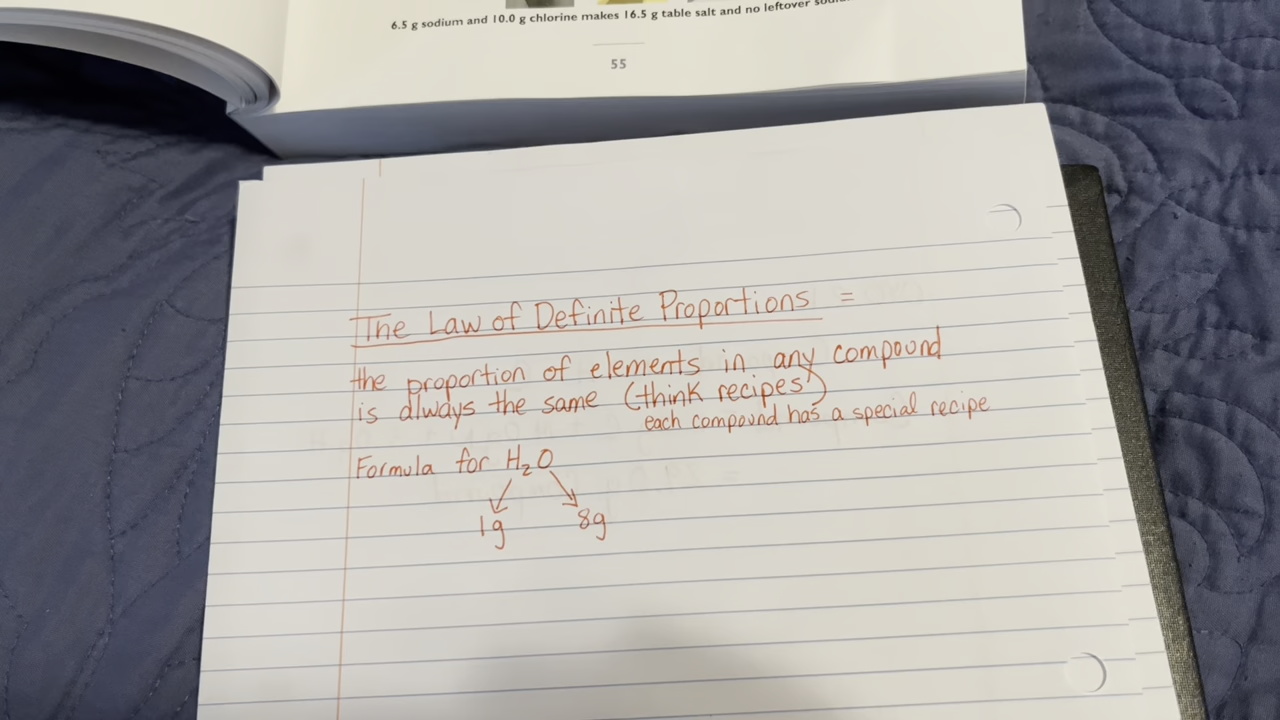 6.5 g sodium and 10.0 g chlorine makes 16.5 g table salt and no leftover
55
The Law of Definite Proportions =
the proportion of elements in any compound
is always the same (think recipes)
each compound has a special recipe
Formula for H₂O
1g 8g